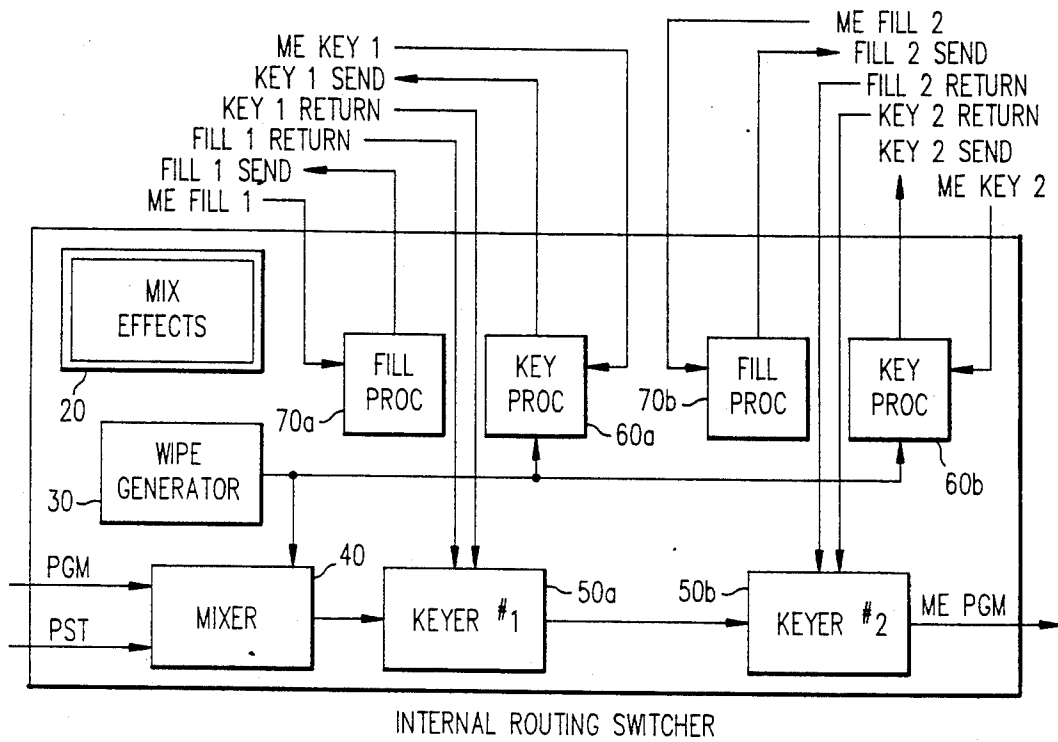 ME KEY 1
KEY 1 SEND
KEY 1 RETURN
FILL 1 RETURN
FILL 1 SEND
ME FILL 1
ME FILL 2
FILL 2 SEND
FILL 2 RETURN
KEY 2 RETURN
KEY 2 SEND
ME KEY 2
MIX
EFFECTS
20
FILL
PROC
70a
KEY
PROC
60a
FILL
PROC
70b
KEY
PROC
60b
WIPE
GENERATOR
30
PGM
PST
MIXER
40
KEYER #1
50a
KEYER #2
50b
ME PGM
INTERNAL ROUTING SWITCHER